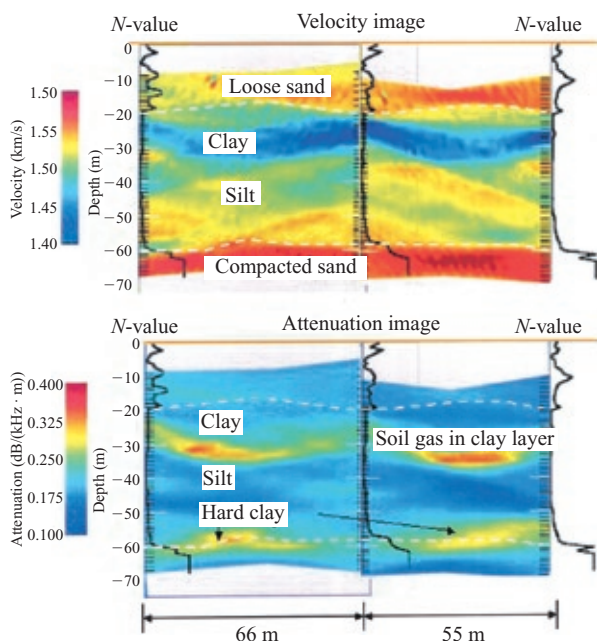 N-value Velocity image N-value
0
−10
−20
−30
−40
−50
−60
−70
Depth (m)
1.50
1.55
1.50
1.45
1.40
Velocity (km/s)
Loose sand
Clay
Silt
Compacted sand
N-value Attenuation image N-value
0
−10
−20
−30
−40
−50
−60
−70
Depth (m)
0.400
0.325
0.250
0.175
0.100
Attenuation (dB/(kHz · m))
Clay
Soil gas in clay layer
Silt
Hard clay
66 m 55 m